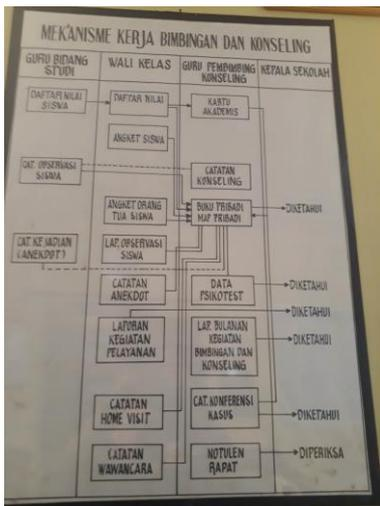 MEKANISME KERJA BIMBINGAN DAN KONSELING
GURU BIDANG
STUDI
WALI KELAS
GURU PEMBIMBING
KONSELING
KEPALA SEKOLAH
DAFTAR NILAI
SISWA
DAFTAR NILAI
KARTU
AKADEMIS
ANGKET SISWA
CAT. OBSERVASI
SISWA
CATATAN
KONSELING
ANGKET ORANG
TUA SISWA
BUKU PRIBADI
MAP PRIBADI
DIKETAHUI
CAT. KEJADIAN
(ANEKDOT)
LAP. OBSERVASI
SISWA
CATATAN
ANEKDOT
DATA
PSIKOTEST
DIKETAHUI
LAPORAN
KEGIATAN
PELAYANAN
DIKETAHUI
LAP. BULANAN
KEGIATAN
BIMBINGAN DAN
KONSELING
DIKETAHUI
CATATAN
HOME VISIT
CAT. KONFERENSI
KASUS
DIKETAHUI
CATATAN
WAWANCARA
NOTULEN
RAPAT
DIPERIKSA